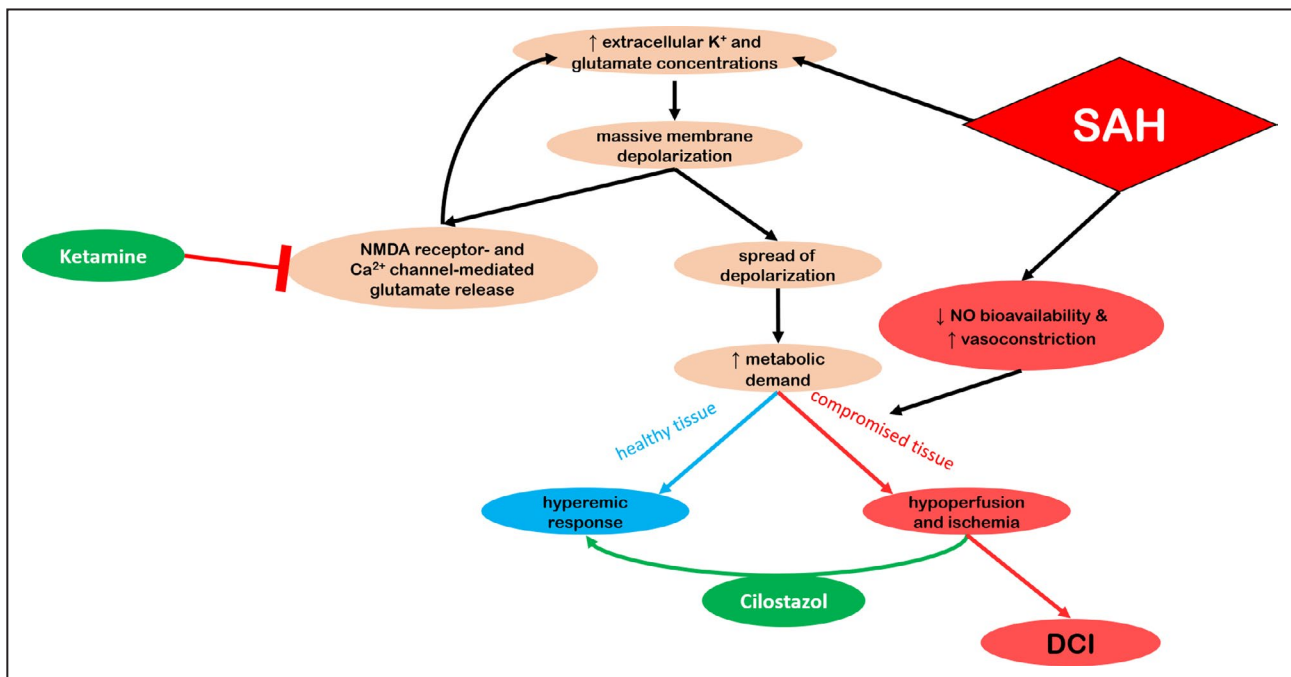 ↑ extracellular K⁺ and
glutamate concentrations
SAH
massive membrane
depolarization
Ketamine
NMDA receptor- and
Ca²⁺ channel-mediated
glutamate release
spread of
depolarization
↓ NO bioavailability &
↑ vasoconstriction
↑ metabolic
demand
healthy tissue
compromised tissue
hyperemic
response
hypoperfusion
and ischemia
Cilostazol
DCI